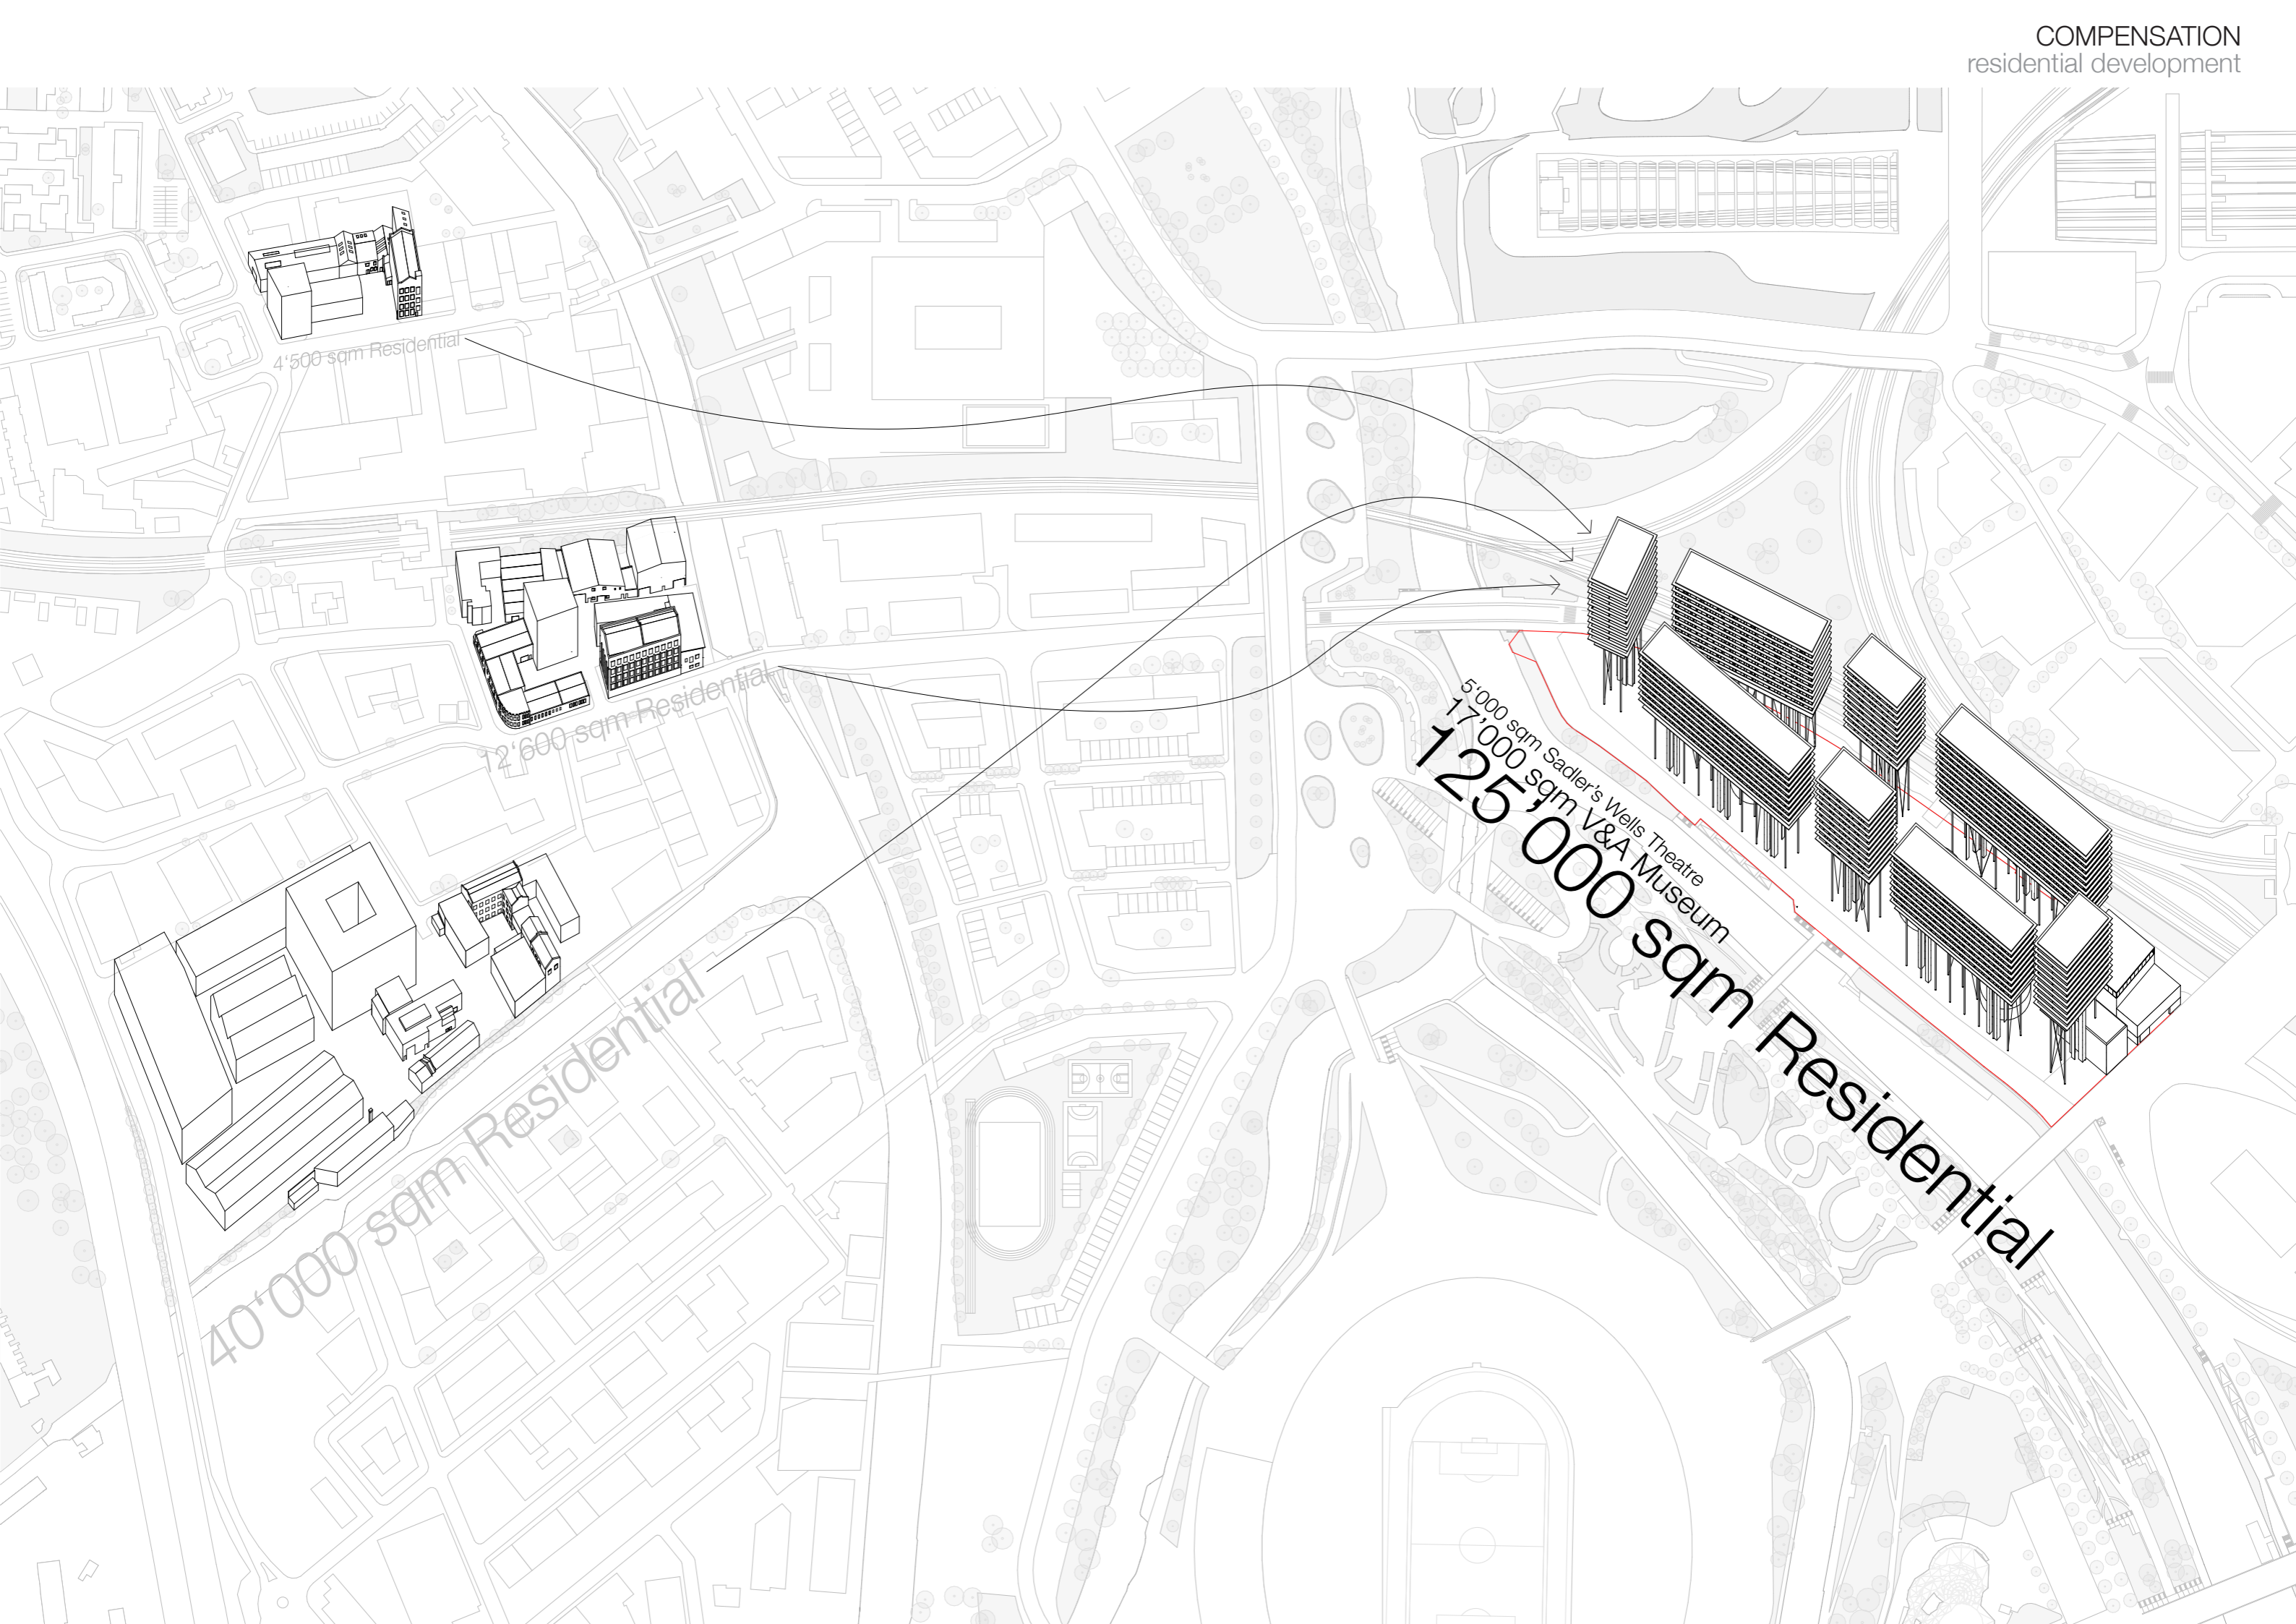 COMPENSATION
residential development
4‘500 sqm Residential
12‘600 sqm Residential
40‘000 sqm Residential
5‘000 sqm Sadler’s Wells Theatre
17’000 sqm V&A Museum
125’000 sqm Residential